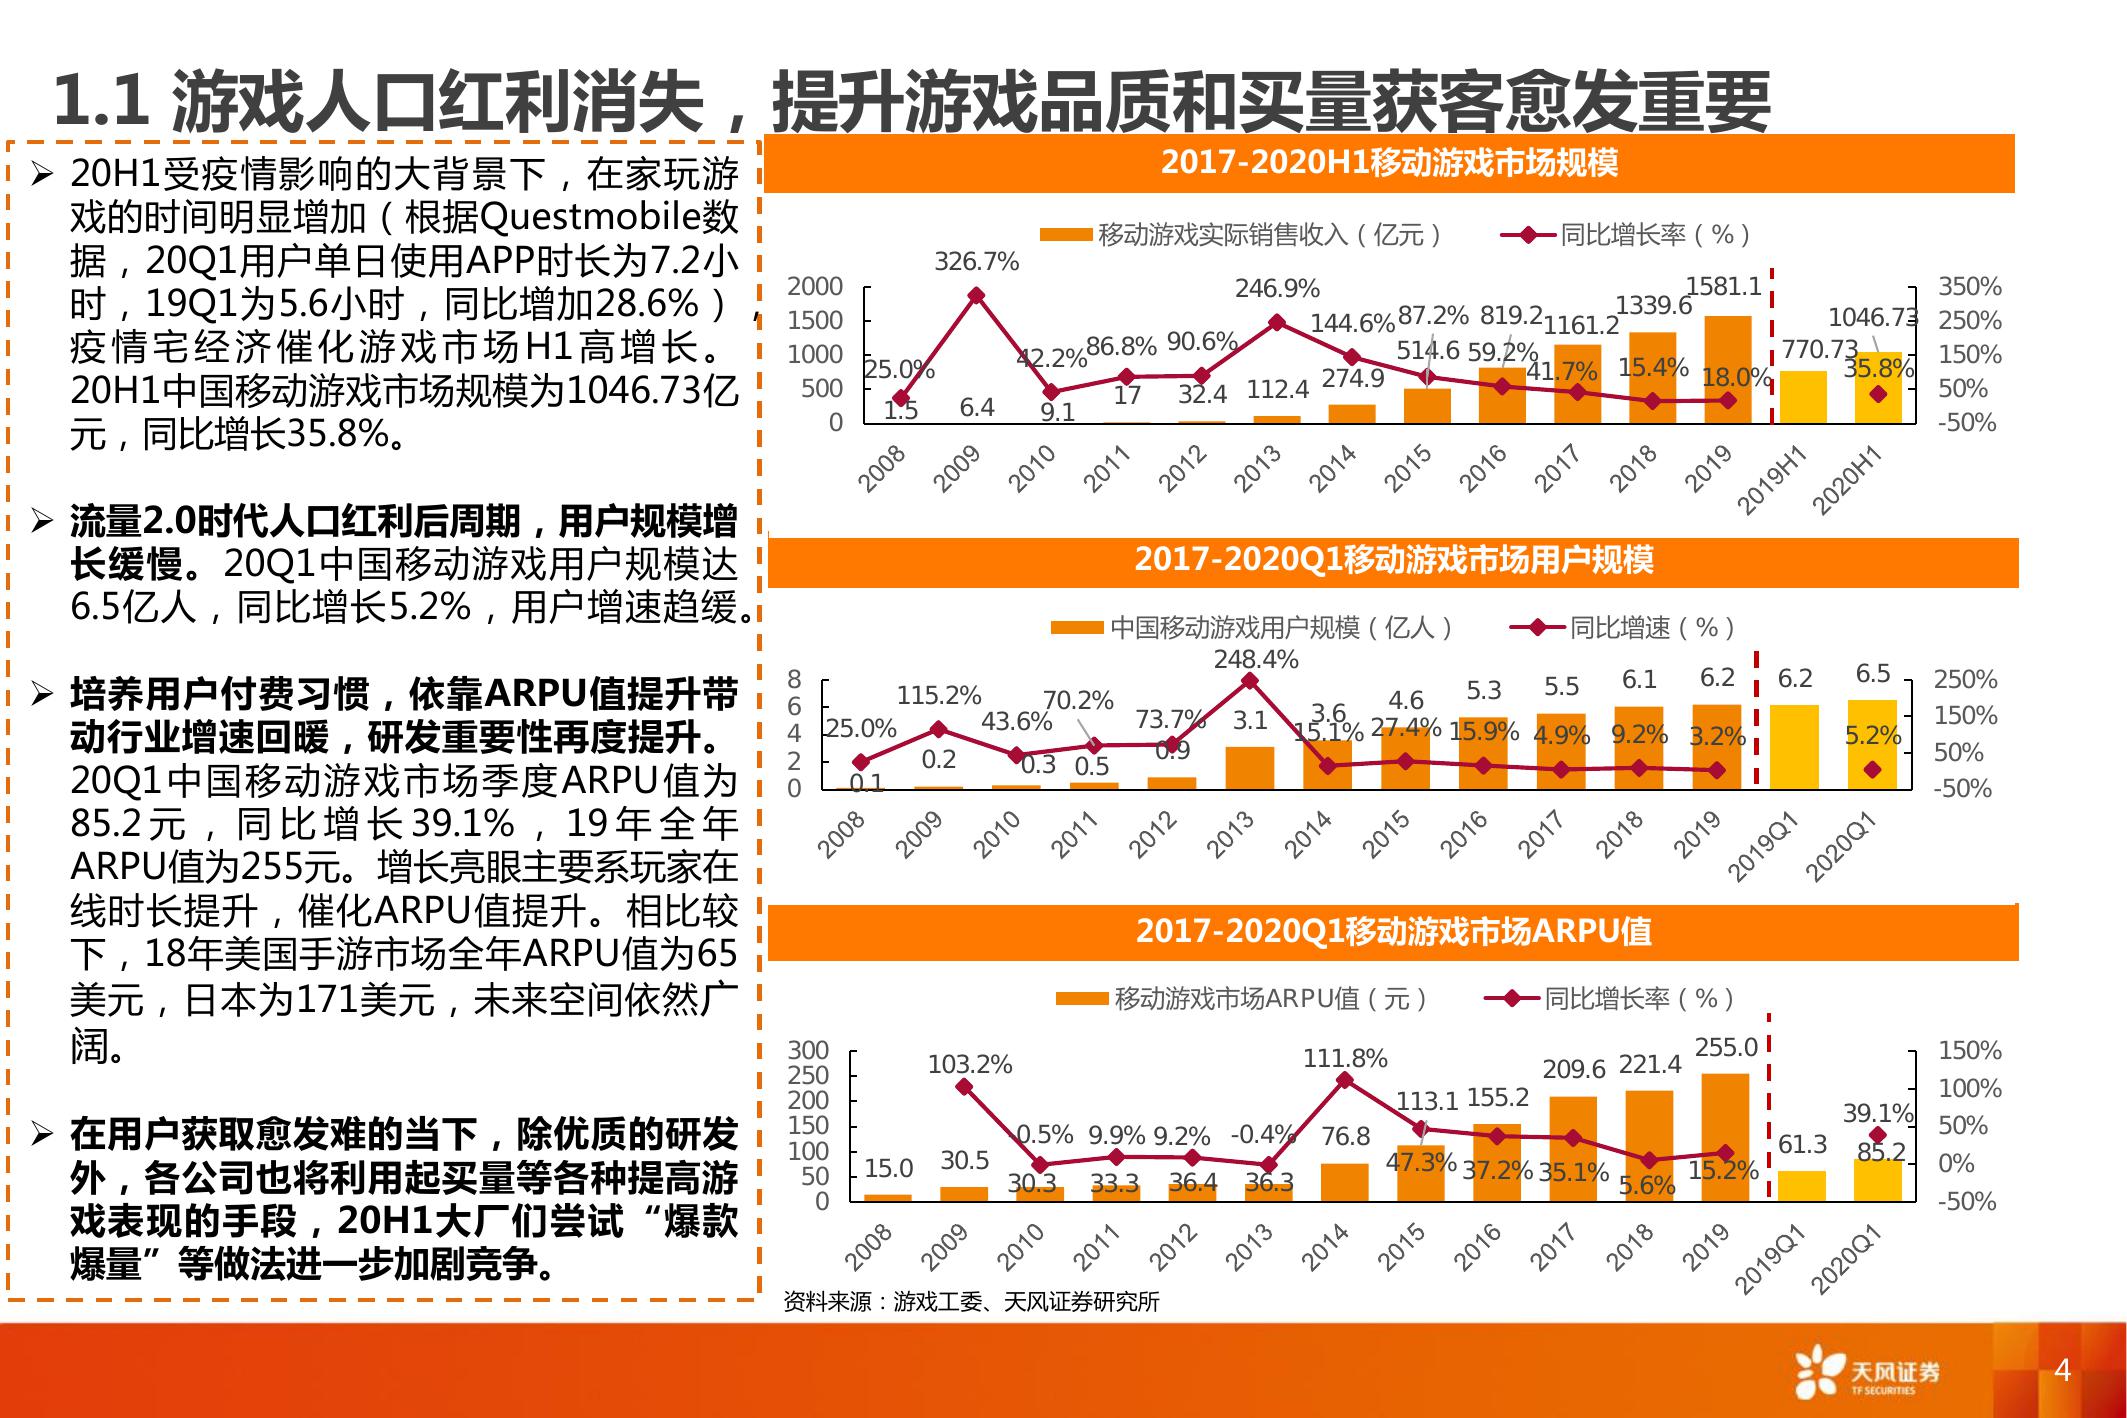 1.1 游戏人口红利消失，提升游戏品质和买量获客愈发重要
➢ 20H1受疫情影响的大背景下，在家玩游
戏的时间明显增加（根据Questmobile数
据，20Q1用户单日使用APP时长为7.2小
时，19Q1为5.6小时，同比增加28.6%），
疫情宅经济催化游戏市场H1高增长。
20H1中国移动游戏市场规模为1046.73亿
元，同比增长35.8%。
➢ 流量2.0时代人口红利后周期，用户规模增
长缓慢。20Q1中国移动游戏用户规模达
6.5亿人，同比增长5.2%，用户增速趋缓。
➢ 培养用户付费习惯，依靠ARPU值提升带
动行业增速回暖，研发重要性再度提升。
20Q1中国移动游戏市场季度ARPU值为
85.2元，同比增长39.1%，19年全年
ARPU值为255元。增长亮眼主要系玩家在
线时长提升，催化ARPU值提升。相比较
下，18年美国手游市场全年ARPU值为65
美元，日本为171美元，未来空间依然广
阔。
➢ 在用户获取愈发难的当下，除优质的研发
外，各公司也将利用起买量等各种提高游
戏表现的手段，20H1大厂们尝试“爆款
爆量”等做法进一步加剧竞争。
2017-2020H1移动游戏市场规模
移动游戏实际销售收入（亿元） 同比增长率（%）
2000 1500 1000 500 0
25.0% 326.7% 42.2% 86.8% 90.6% 246.9% 144.6% 87.2% 59.2% 41.7% 15.4% 18.0% 35.8%
1.5 6.4 9.1 17 32.4 112.4 274.9 514.6 819.2 1161.2 1339.6 1581.1 770.73 1046.73
350% 250% 150% 50% -50%
2008 2009 2010 2011 2012 2013 2014 2015 2016 2017 2018 2019 2019H1 2020H1
2017-2020Q1移动游戏市场用户规模
中国移动游戏用户规模（亿人） 同比增速（%）
8 6 4 2 0
25.0% 115.2% 43.6% 70.2% 73.7% 248.4% 15.1% 27.4% 15.9% 4.9% 9.2% 3.2% 5.2%
0.1 0.2 0.3 0.5 0.9 3.1 3.6 4.6 5.3 5.5 6.1 6.2 6.2 6.5
250% 150% 50% -50%
2008 2009 2010 2011 2012 2013 2014 2015 2016 2017 2018 2019 2019Q1 2020Q1
2017-2020Q1移动游戏市场ARPU值
移动游戏市场ARPU值（元） 同比增长率（%）
300 250 200 150 100 50 0
103.2% -0.5% 9.9% 9.2% -0.4% 111.8% 47.3% 37.2% 35.1% 5.6% 15.2% 39.1%
15.0 30.5 30.3 33.3 36.4 36.3 76.8 113.1 155.2 209.6 221.4 255.0 61.3 85.2
150% 100% 50% 0% -50%
2008 2009 2010 2011 2012 2013 2014 2015 2016 2017 2018 2019 2019Q1 2020Q1
资料来源：游戏工委、天风证券研究所
天风证券
TF SECURITIES
4